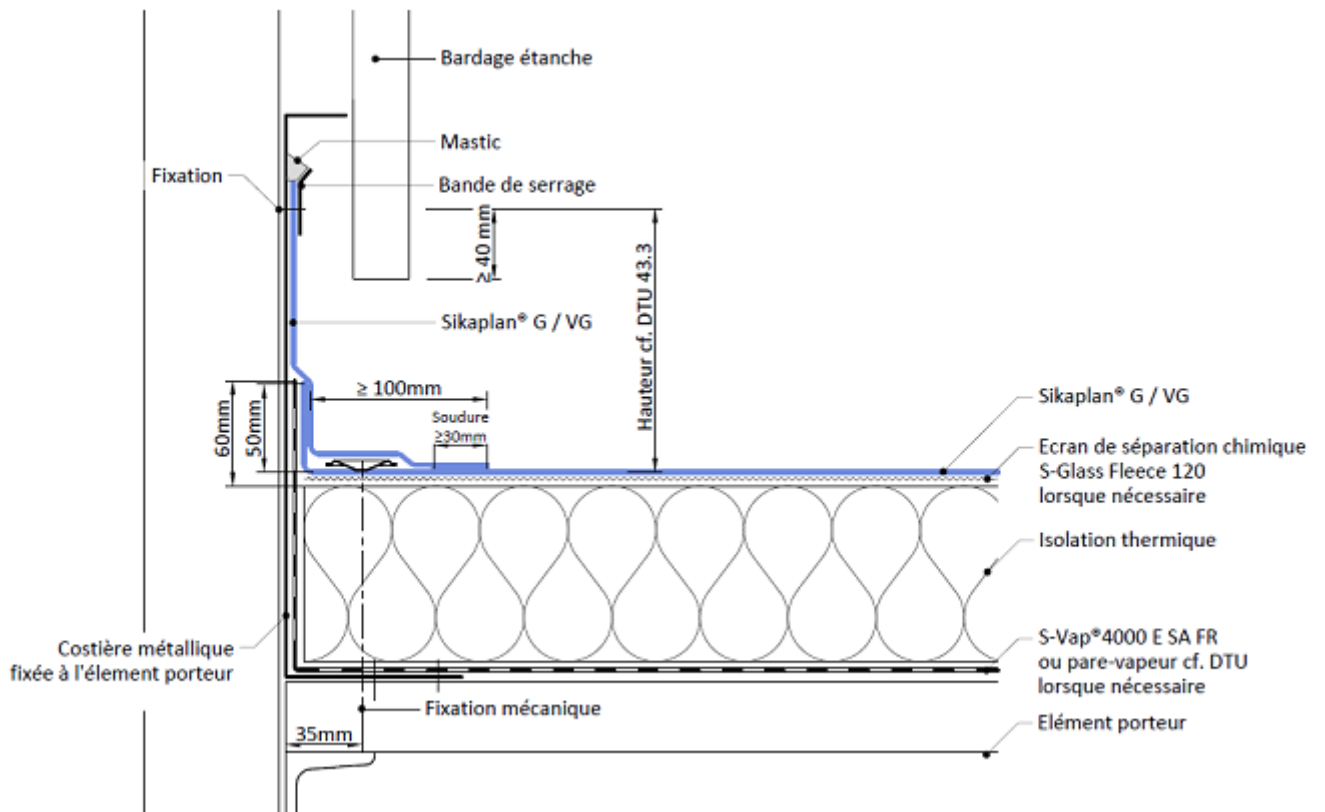 Bardage étanche
Mastic
Fixation
Bande de serrage
≥ 40 mm
Hauteur cf. DTU 43.3
Sikaplan® G / VG
≥ 100mm
Soudure
≥30mm
60mm
50mm
Sikaplan® G / VG
Ecran de séparation chimique
S-Glass Fleece 120
lorsque nécessaire
Isolation thermique
Costière métallique
fixée à l'élement porteur
S-Vap®4000 E SA FR
ou pare-vapeur cf. DTU
lorsque nécessaire
Fixation mécanique
Elément porteur
35mm